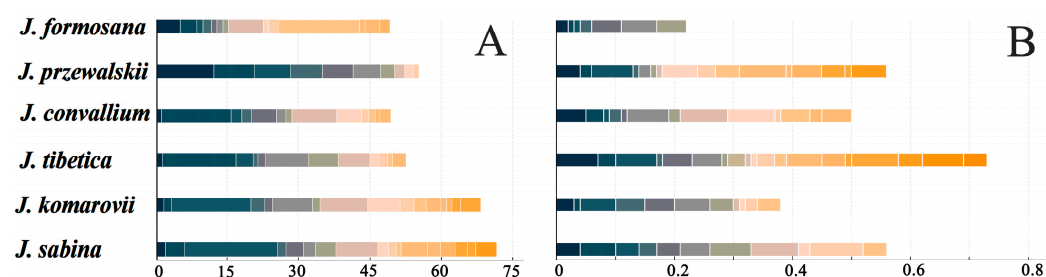 J. formosana
A
B
J. przewalskii
J. convallium
J. tibetica
J. komarovii
J. sabina
0 15 30 45 60 75
0 0.2 0.4 0.6 0.8